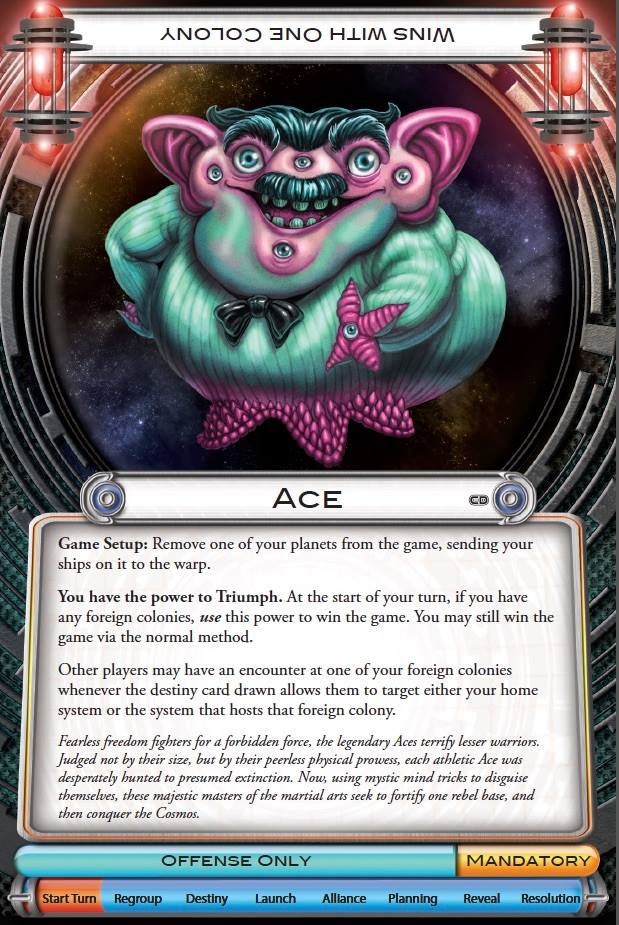 Wins with One Colony
Ace
CD
Game Setup: Remove one of your planets from the game, sending your
ships on it to the warp.
You have the power to Triumph. At the start of your turn, if you have
any foreign colonies, use this power to win the game. You may still win the
game via the normal method.
Other players may have an encounter at one of your foreign colonies
whenever the destiny card drawn allows them to target either your home
system or the system that hosts that foreign colony.
Fearless freedom fighters for a forbidden force, the legendary Aces terrify lesser warriors.
Judged not by their size, but by their peerless physical prowess, each athletic Ace was
desperately hunted to presumed extinction. Now, using mystic mind tricks to disguise
themselves, these majestic masters of the martial arts seek to fortify one rebel base, and
then conquer the Cosmos.
Offense Only Mandatory
Start Turn Regroup Destiny Launch Alliance Planning Reveal Resolution